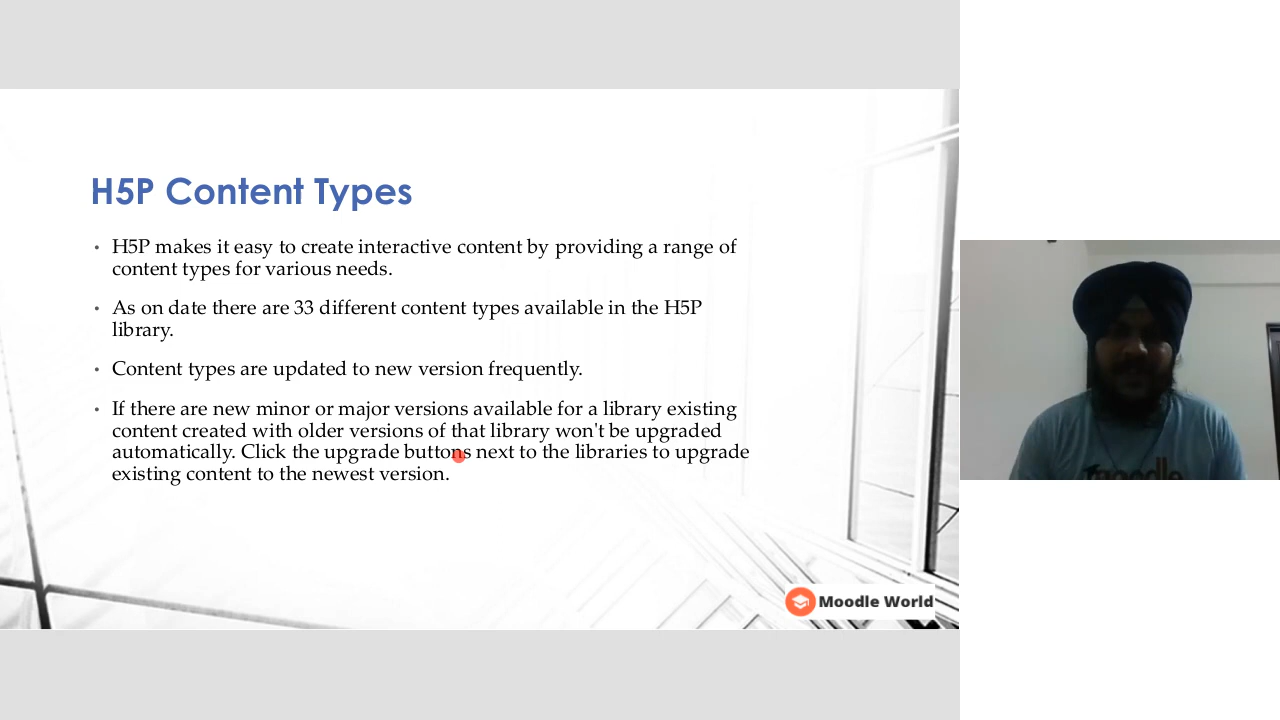 H5P Content Types
• H5P makes it easy to create interactive content by providing a range of
content types for various needs.
• As on date there are 33 different content types available in the H5P
library.
• Content types are updated to new version frequently.
• If there are new minor or major versions available for a library existing
content created with older versions of that library won't be upgraded
automatically. Click the upgrade buttons next to the libraries to upgrade
existing content to the newest version.
Moodle World
moodle